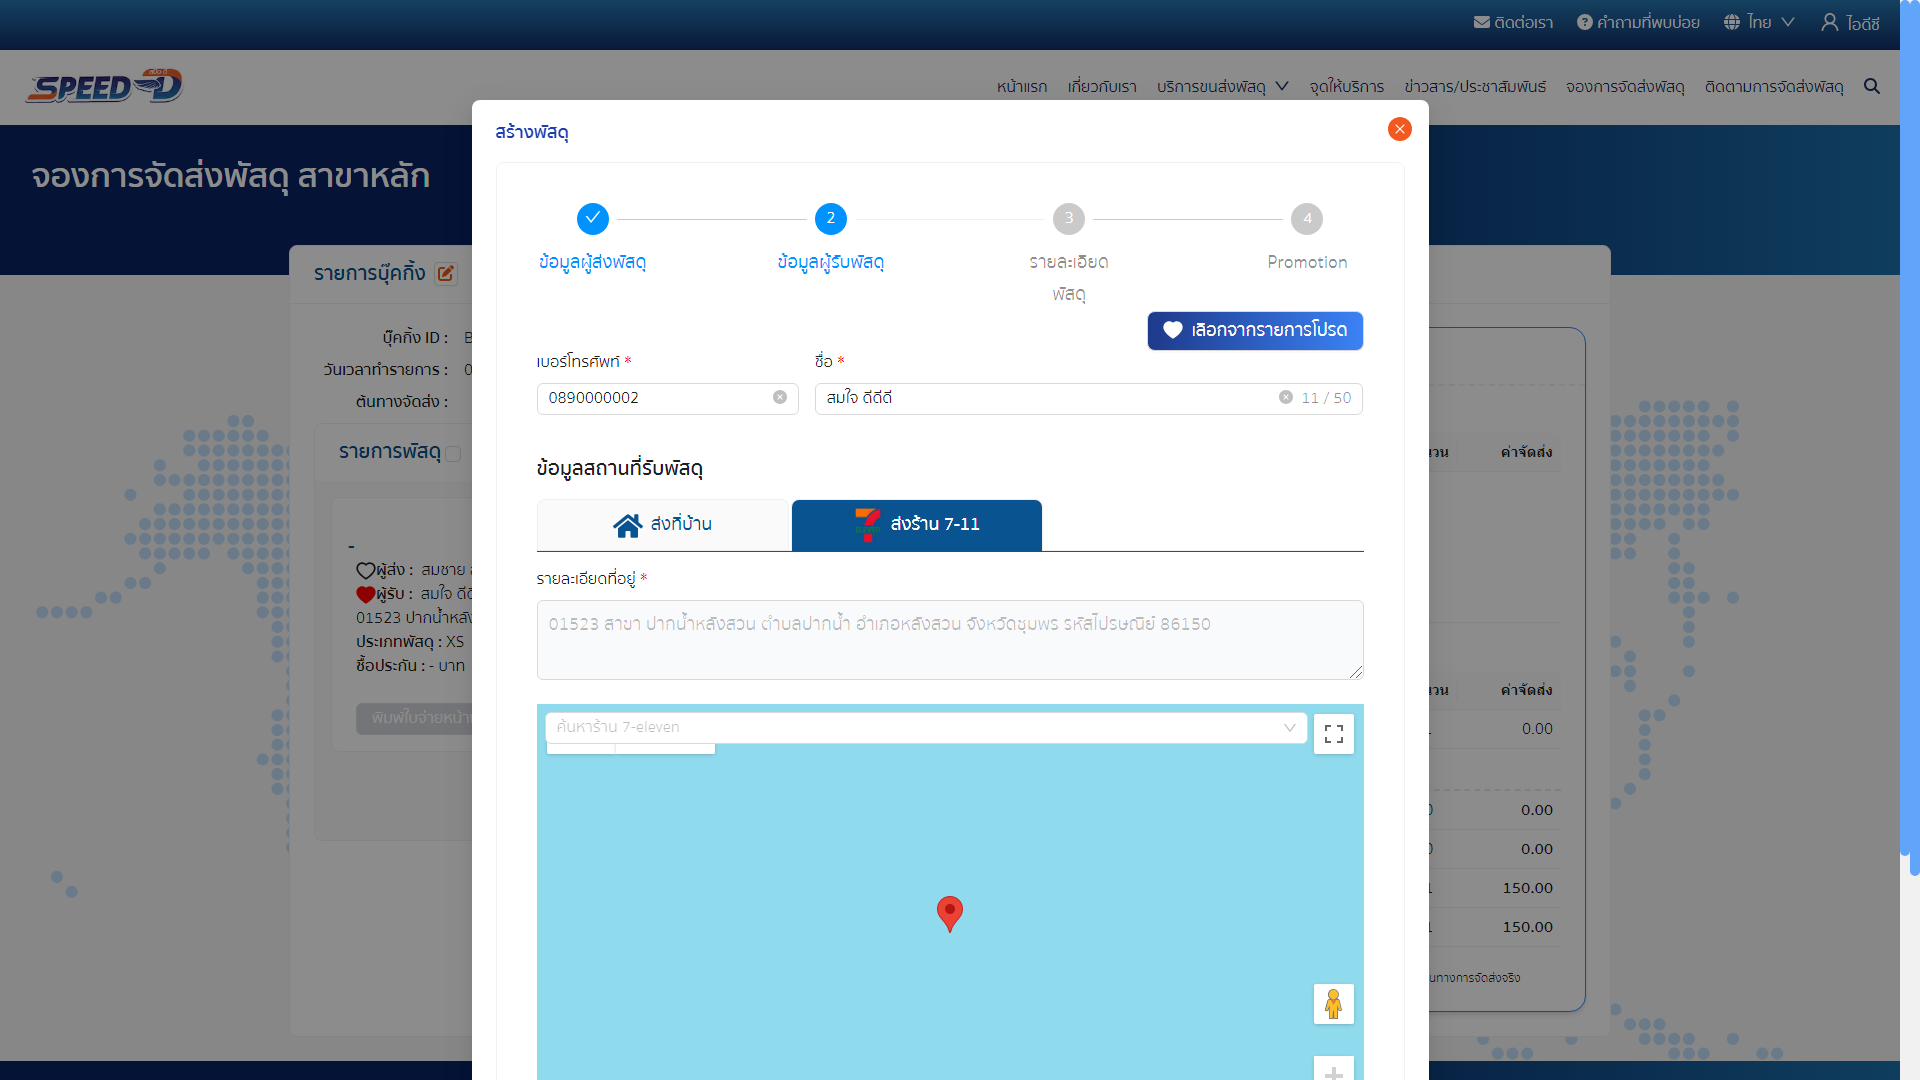 ติดต่อเรา คำถามที่พบบ่อย ไทย ไอดีซี
SPEED-D
หน้าแรก เกี่ยวกับเรา บริการขนส่งพัสดุ จุดให้บริการ ข่าวสาร/ประชาสัมพันธ์ จองการจัดส่งพัสดุ ติดตามการจัดส่งพัสดุ
จองการจัดส่งพัสดุ สาขาหลัก
สร้างพัสดุ
2 3 4
ข้อมูลผู้ส่งพัสดุ ข้อมูลผู้รับพัสดุ รายละเอียด Promotion
พัสดุ
เลือกจากรายการโปรด
เบอร์โทรศัพท์ * ชื่อ *
0890000002 สมใจ ดีดีดี 11 / 50
ข้อมูลสถานที่รับพัสดุ
ส่งที่บ้าน ส่งร้าน 7-11
รายละเอียดที่อยู่ *
01523 สาขา ปากน้ำหลังสวน ตำบลปากน้ำ อำเภอหลังสวน จังหวัดชุมพร รหัสไปรษณีย์ 86150
ค้นหาร้าน 7-eleven
รายการบุ๊คกิ้ง
บุ๊คกิ้ง ID : B
วันเวลาทำรายการ : 0
ต้นทางจัดส่ง :
รายการพัสดุ
-
ผู้ส่ง : สมชาย
ผู้รับ : สมใจ ดีดี
01523 ปากน้ำหลัง
ประเภทพัสดุ : XS
ซื้อประกัน : - บาท
พิมพ์ใบจ่ายหน้า
ค่าจัดส่ง
ค่าจัดส่ง
0.00
0.00
0.00
150.00
150.00
นทางการจัดส่งจริง